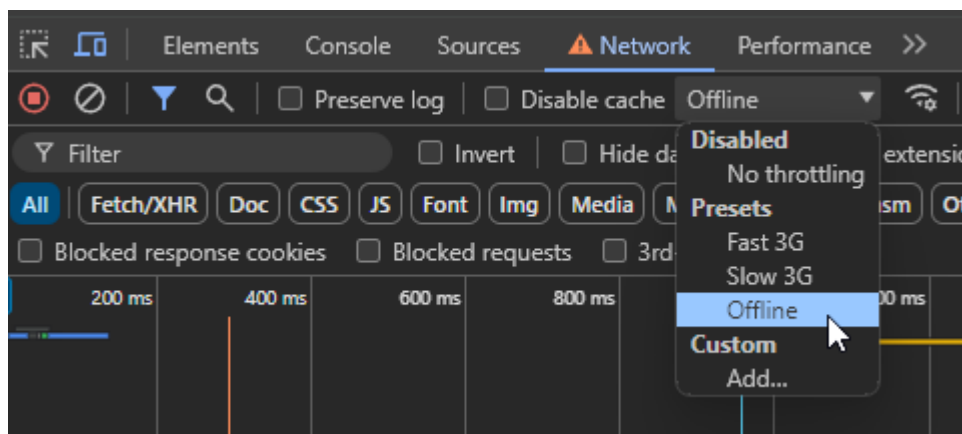 Elements Console Sources Network Performance
Preserve log Disable cache Offline
Filter Invert Hide da extensio
All Fetch/XHR Doc CSS JS Font Img Media
Blocked response cookies Blocked requests 3rd-
200 ms 400 ms 600 ms 800 ms ms
Disabled
No throttling
Presets
Fast 3G
Slow 3G
Offline
Custom
Add...